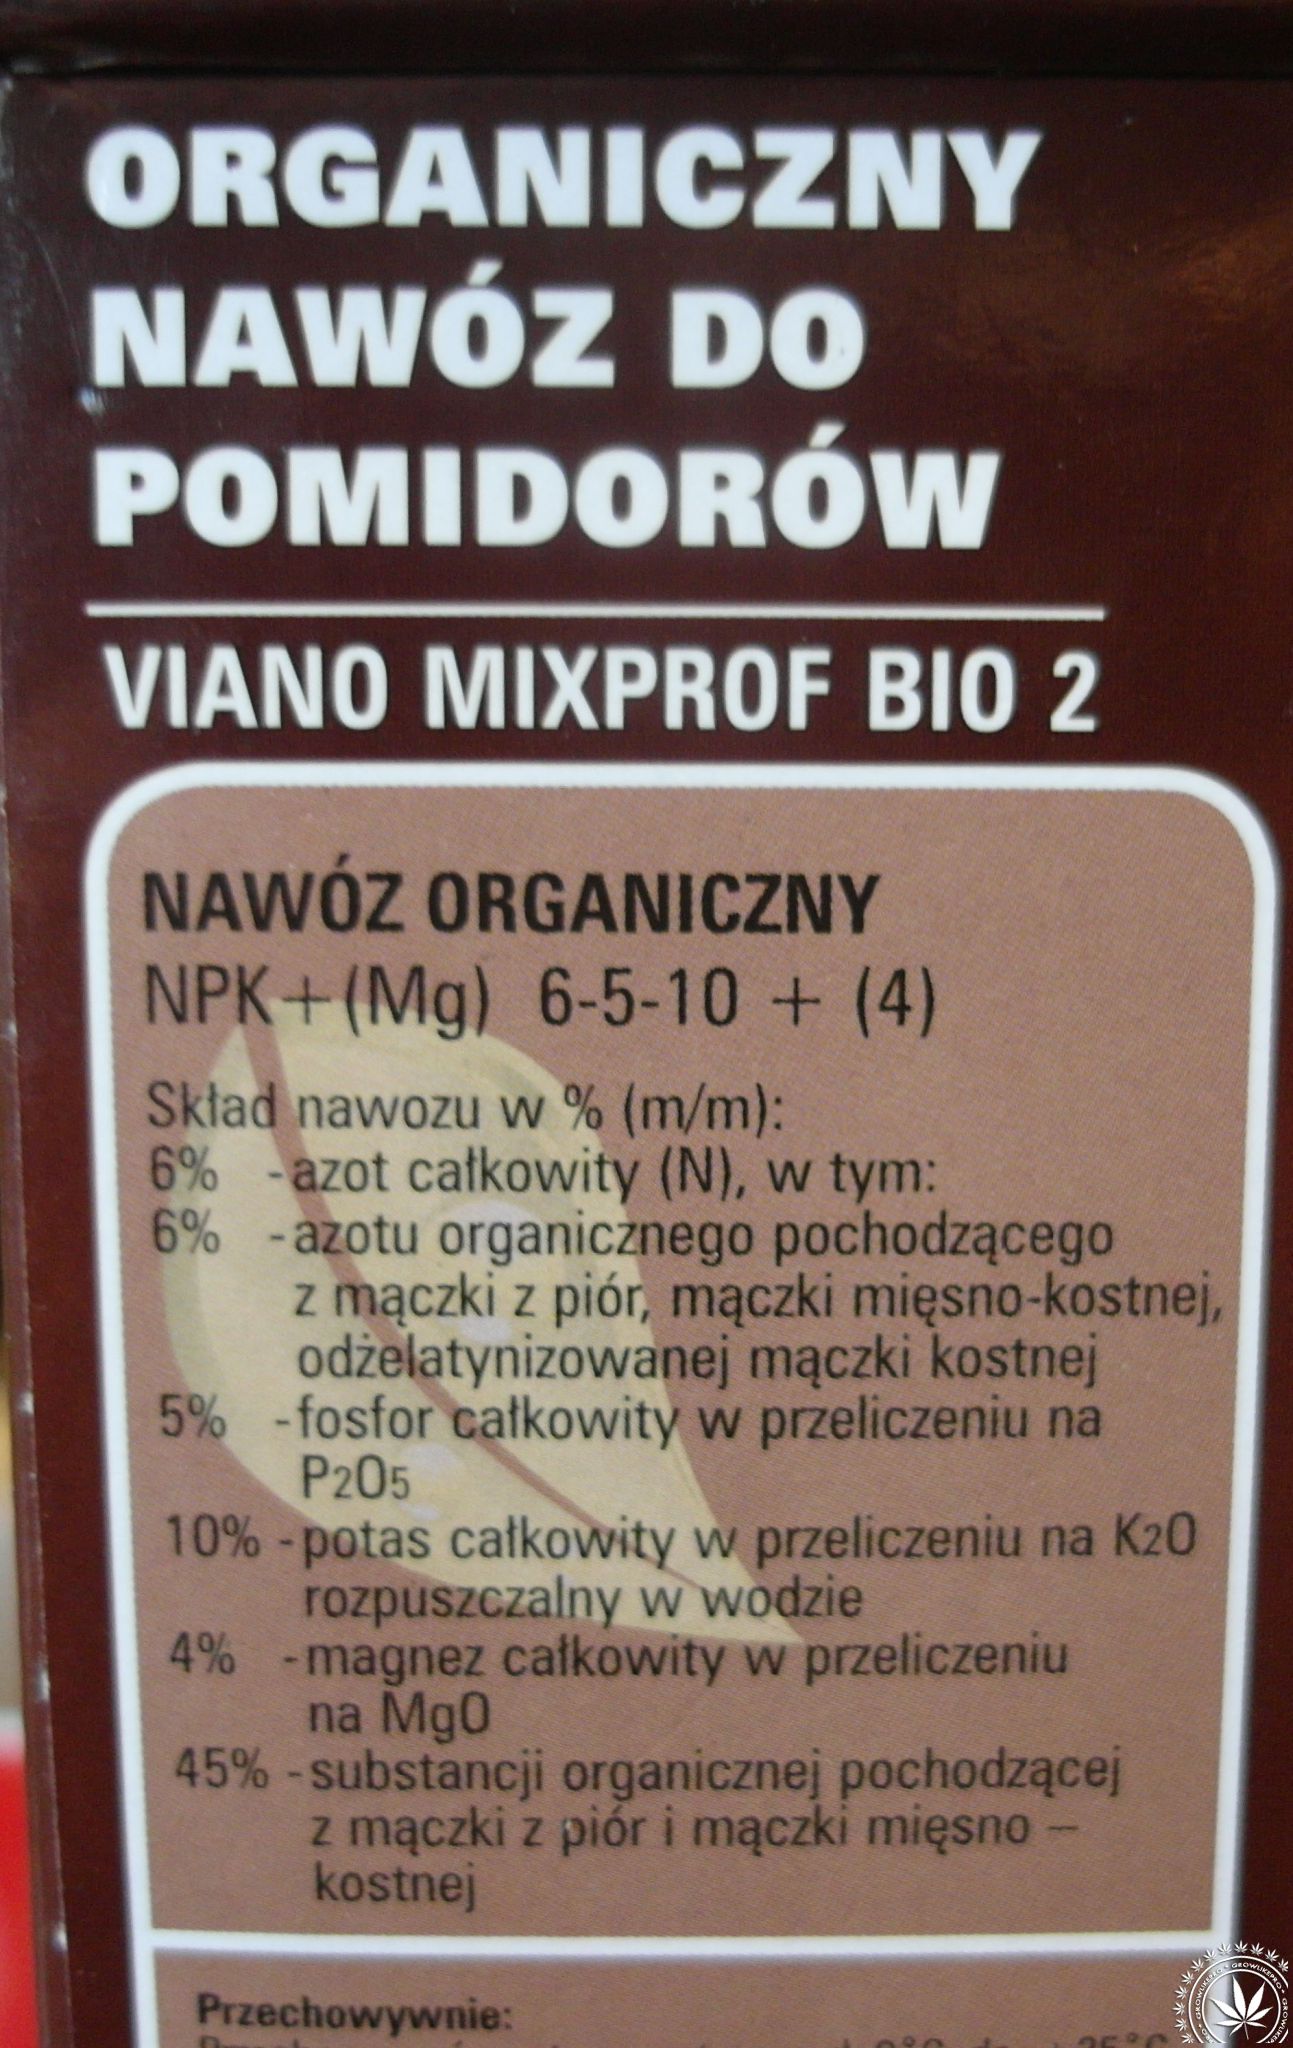 ORGANICZNY
NAWÓZ DO
POMIDORÓW
VIANO MIXPROF BIO 2
NAWÓZ ORGANICZNY
NPK+(Mg) 6-5-10 + (4)
Skład nawozu w % (m/m):
6% -azot całkowity (N), w tym:
6% -azotu organicznego pochodzącego
z mączki z piór, mączki mięsno-kostnej,
odżelatynizowanej mączki kostnej
5% -fosfor całkowity w przeliczeniu na
P2O5
10% -potas całkowity w przeliczeniu na K2O
rozpuszczalny w wodzie
4% -magnez całkowity w przeliczeniu
na MgO
45% -substancji organicznej pochodzącej
z mączki z piór i mączki mięsno –
kostnej
Przechowywnie: